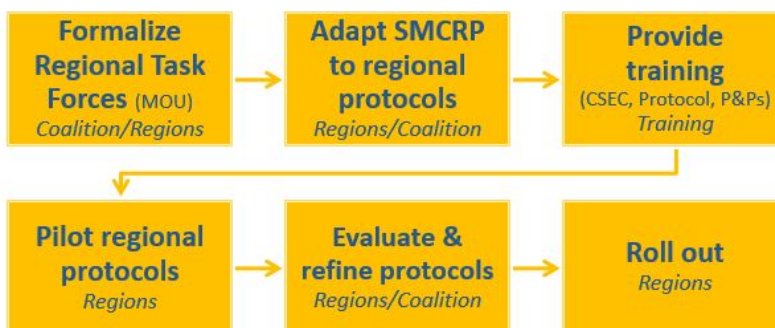 Formalize
Regional Task
Forces (MOU)
Coalition/Regions
Adapt SMCRP
to regional
protocols
Regions/Coalition
Provide
training
(CSEC, Protocol, P&Ps)
Training
Pilot regional
protocols
Regions
Evaluate &
refine protocols
Regions/Coalition
Roll out
Regions